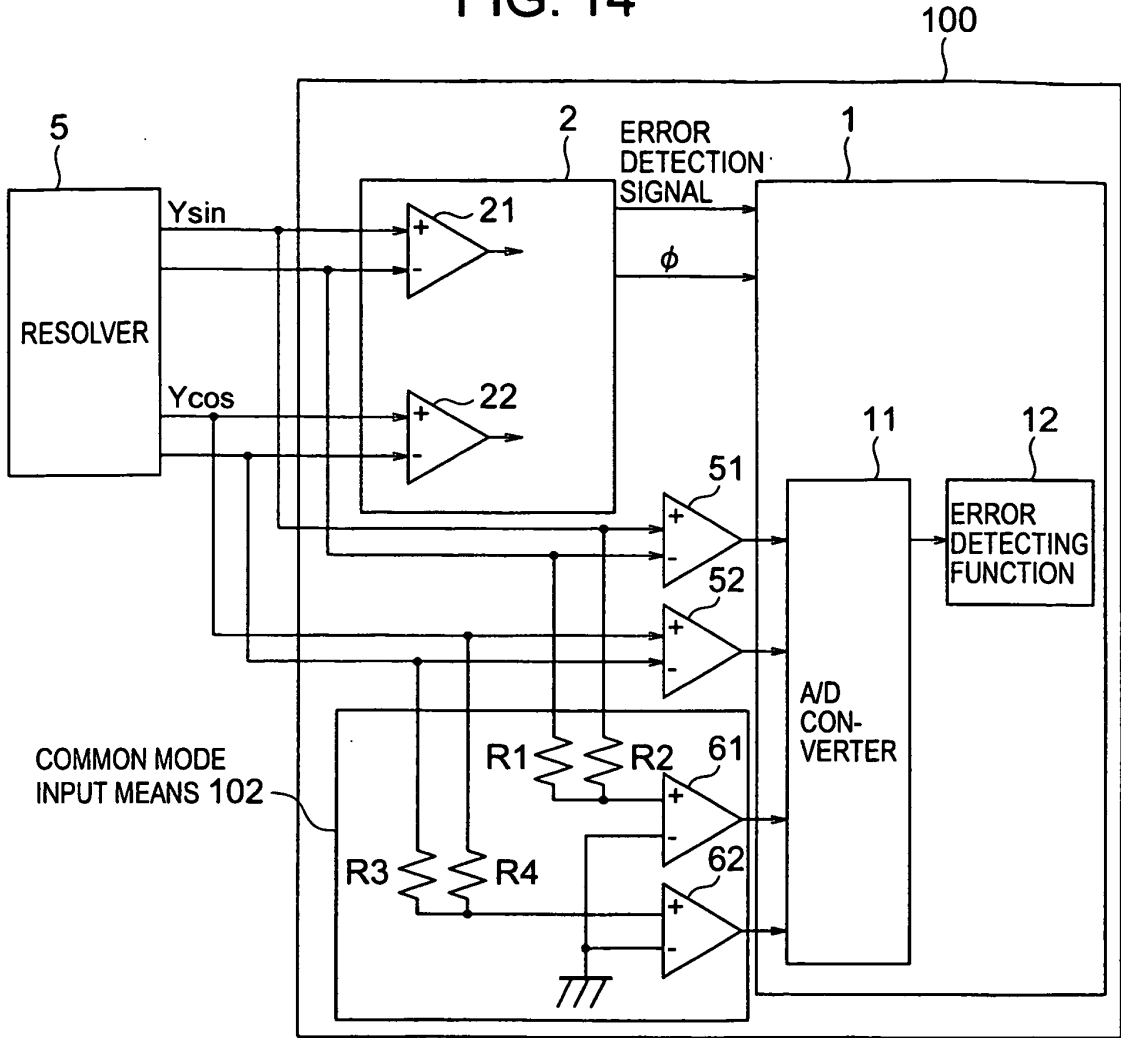 FIG. 14
100
5
2
ERROR
DETECTION
SIGNAL
1
Ysin
21
+
-
ϕ
RESOLVER
Ycos
22
+
-
11
12
51
+
-
ERROR
DETECTING
FUNCTION
52
+
-
A/D
CON-
VERTER
COMMON MODE
INPUT MEANS 102
R1
R2
61
+
-
R3
R4
62
+
-